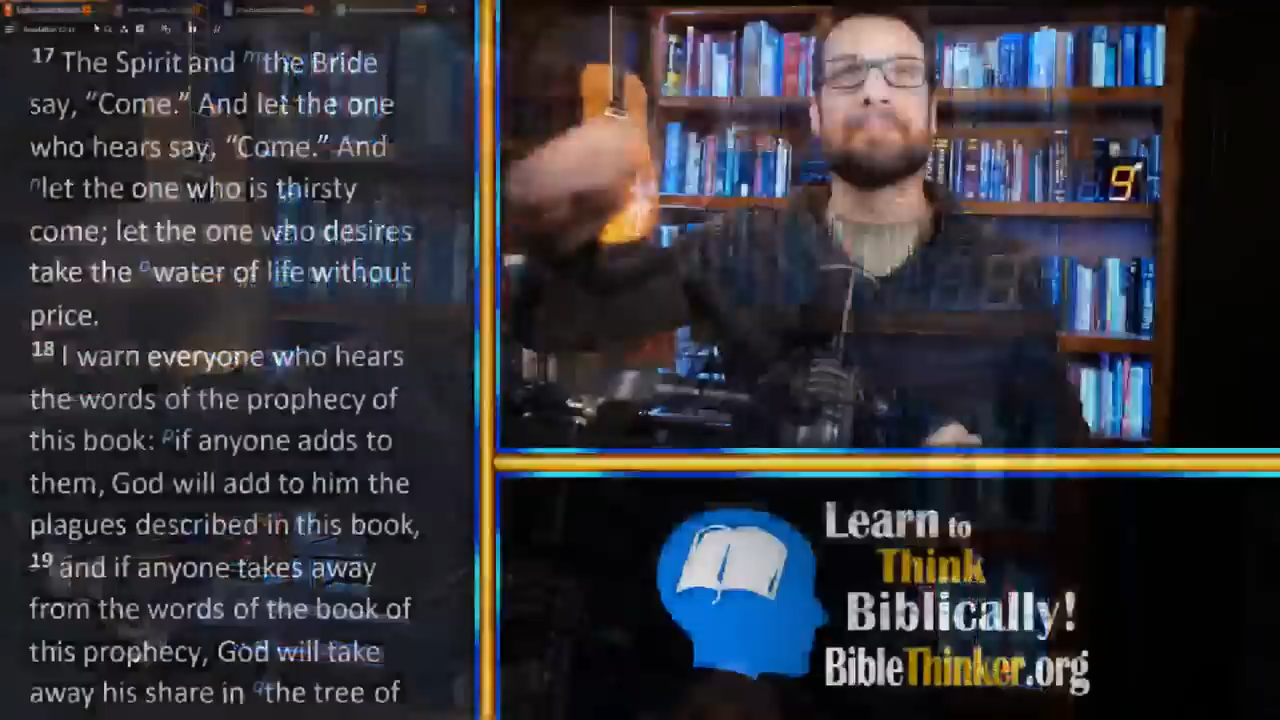 17 The Spirit and m the Bride
say, “Come.” And let the one
who hears say, “Come.” And
n let the one who is thirsty
come; let the one who desires
take the o water of life without
price.
18 I warn everyone who hears
the words of the prophecy of
this book: p if anyone adds to
them, God will add to him the
plagues described in this book,
19 and if anyone takes away
from the words of the book of
this prophecy, God will take
away his share in q the tree of
9
Learn to
Think
Biblically!
BibleThinker.org